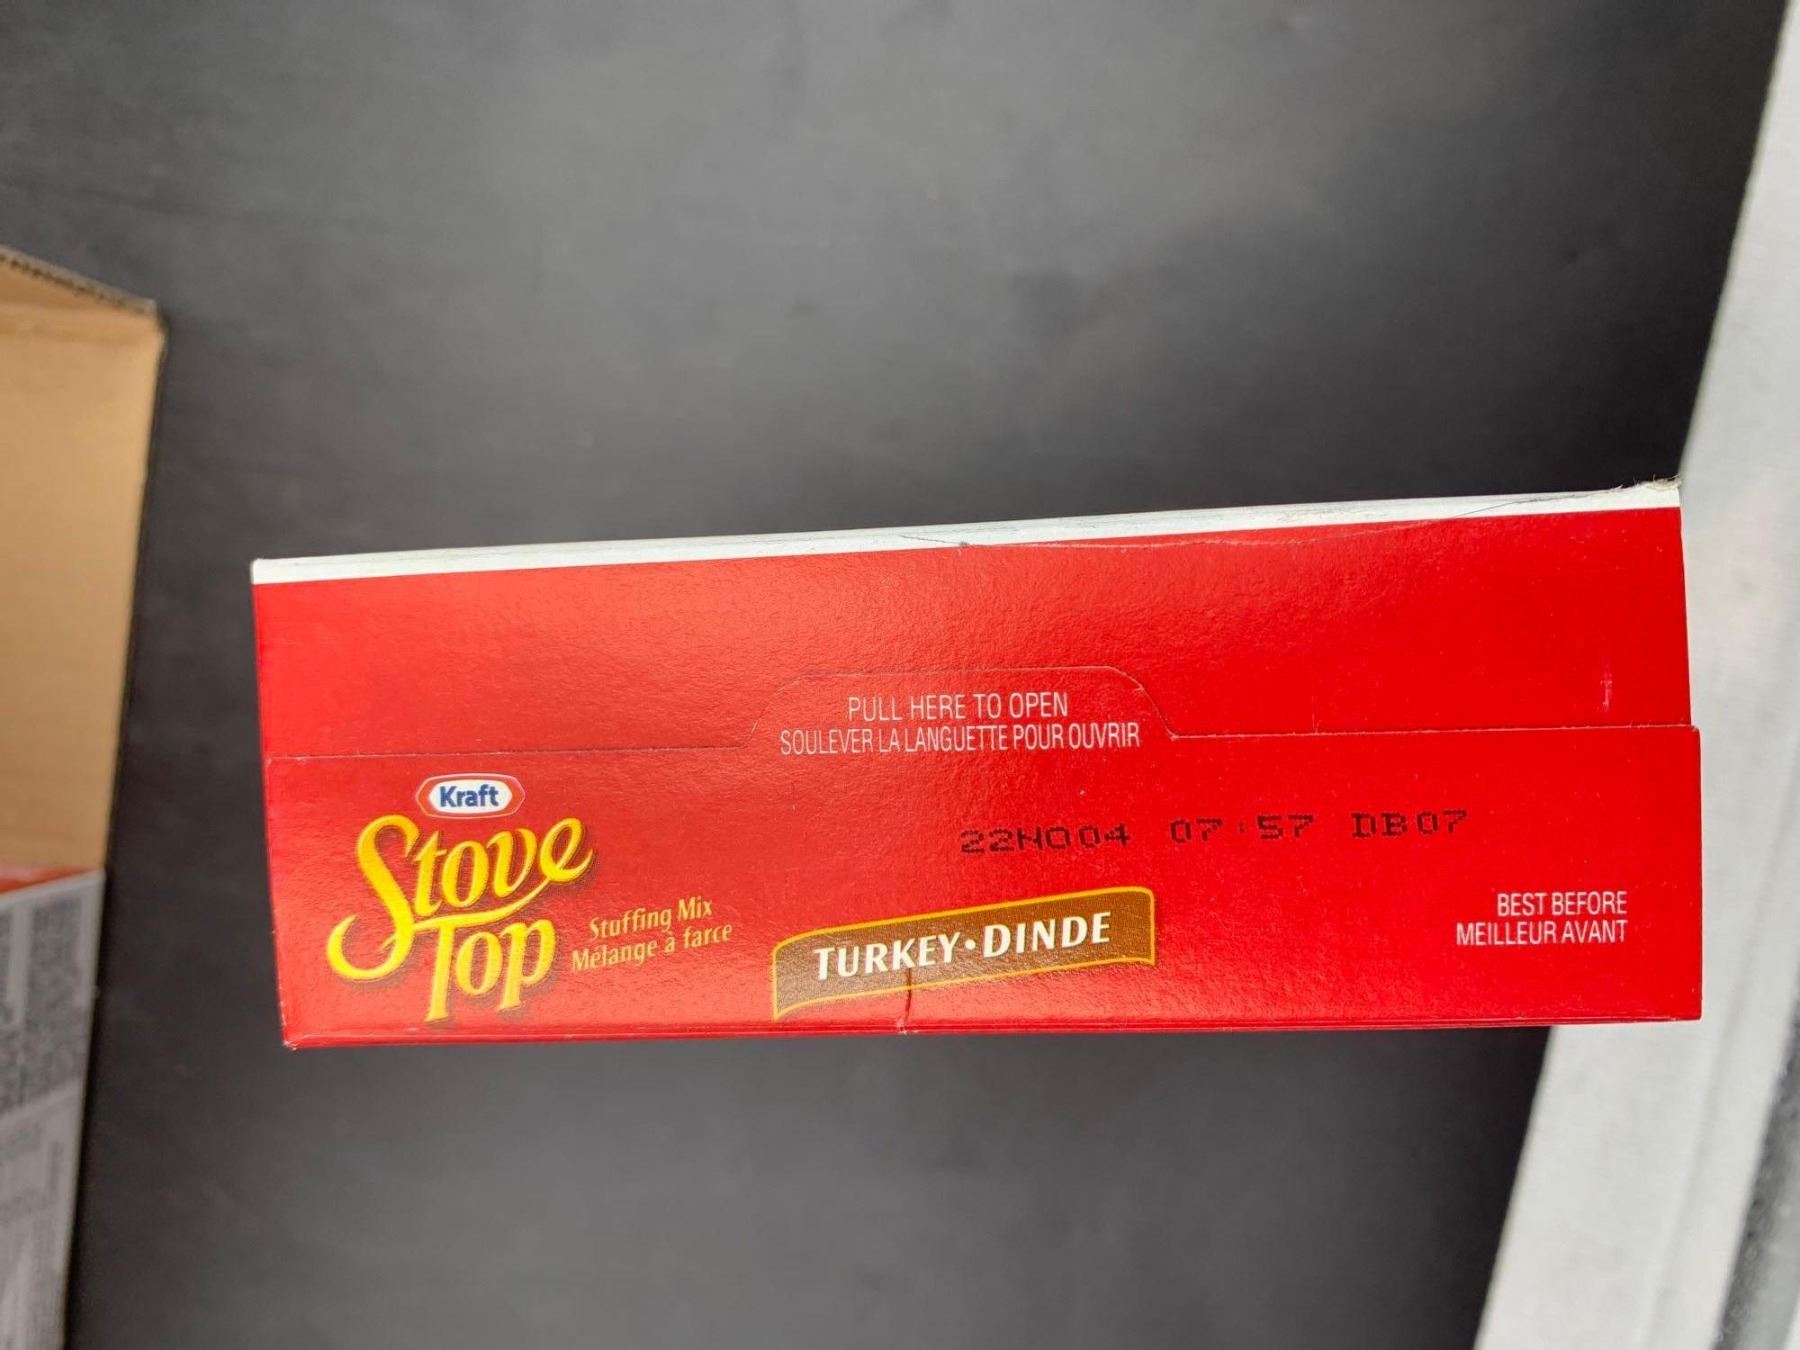 PULL HERE TO OPEN
SOULEVER LA LANGUETTE POUR OUVRIR
Kraft
Stove
Top
Stuffing Mix
Mélange à farce
22NO04 07:57 DB07
TURKEY•DINDE
BEST BEFORE
MEILLEUR AVANT